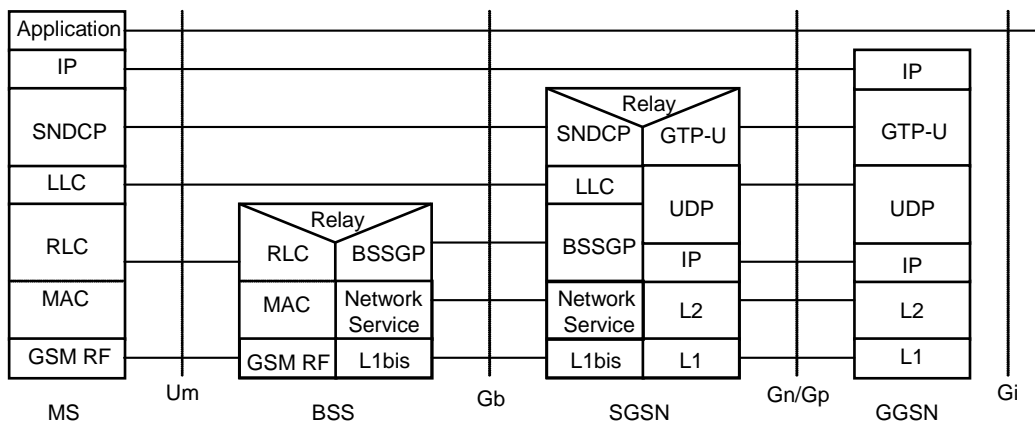 Application
IP
SNDCP
LLC
RLC
MAC
GSM RF
MS
Um
Relay
RLC
BSSGP
MAC
Network
Service
GSM RF
L1bis
BSS
Gb
Relay
SNDCP
GTP-U
LLC
UDP
BSSGP
IP
Network
Service
L2
L1bis
L1
SGSN
Gn/Gp
IP
GTP-U
UDP
IP
L2
L1
GGSN
Gi